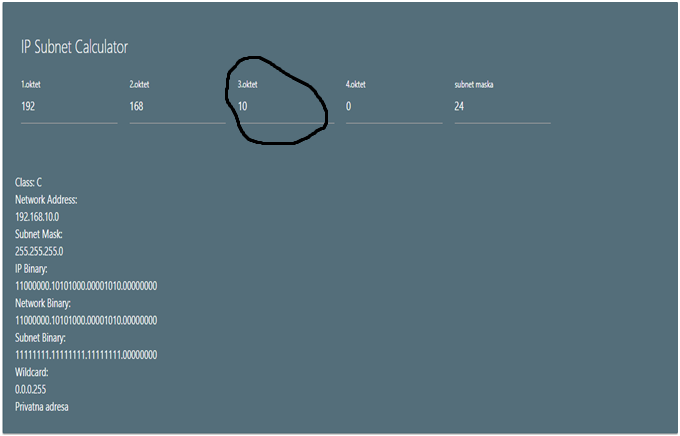 IP Subnet Calculator
1.oktet 2.oktet 3.oktet 4.oktet subnet maska
192 168 10 0 24
Class: C
Network Address:
192.168.10.0
Subnet Mask:
255.255.255.0
IP Binary:
11000000.10101000.00001010.00000000
Network Binary:
11000000.10101000.00001010.00000000
Subnet Binary:
11111111.11111111.11111111.00000000
Wildcard:
0.0.0.255
Privatna adresa